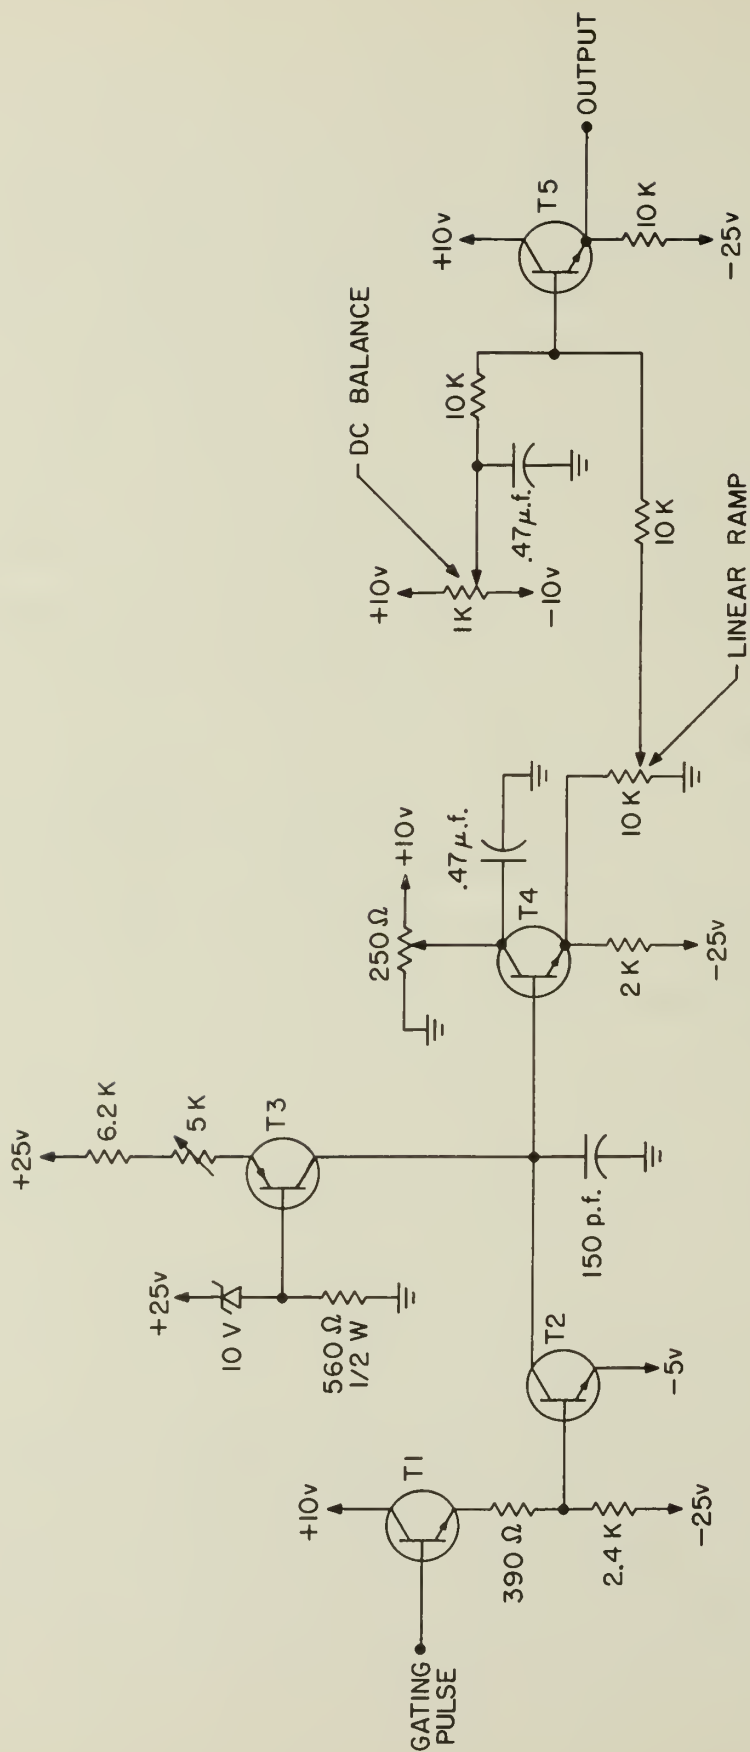 GATING
PULSE
+10v
T1
390 Ω
2.4 K
-25v
T2
-5v
+25v
10 V
560 Ω
1/2 W
+25v
6.2 K
5 K
T3
150 p.f.
250 Ω
+10v
.47 μ.f.
T4
2 K
-25v
10 K
LINEAR RAMP
+10v
1K
-10v
DC BALANCE
.47 μ.f.
10 K
10 K
+10v
T5
10 K
-25v
OUTPUT